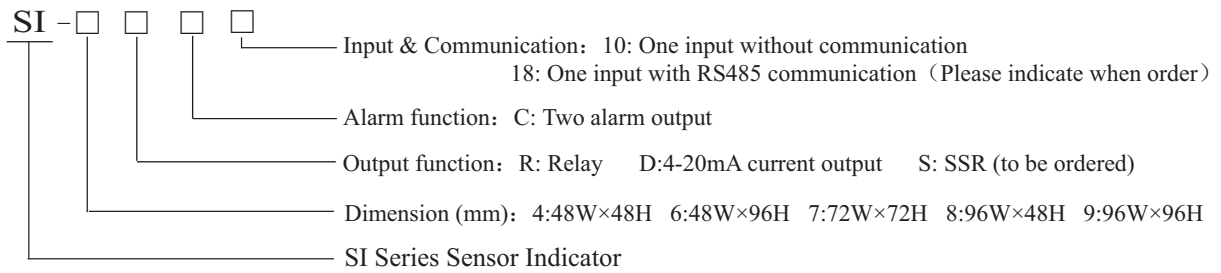 SI -□ □ □ □
Input & Communication：10: One input without communication
18: One input with RS485 communication（Please indicate when order）
Alarm function：C: Two alarm output
Output function：R: Relay D:4-20mA current output S: SSR (to be ordered)
Dimension (mm)：4:48W×48H 6:48W×96H 7:72W×72H 8:96W×48H 9:96W×96H
SI Series Sensor Indicator